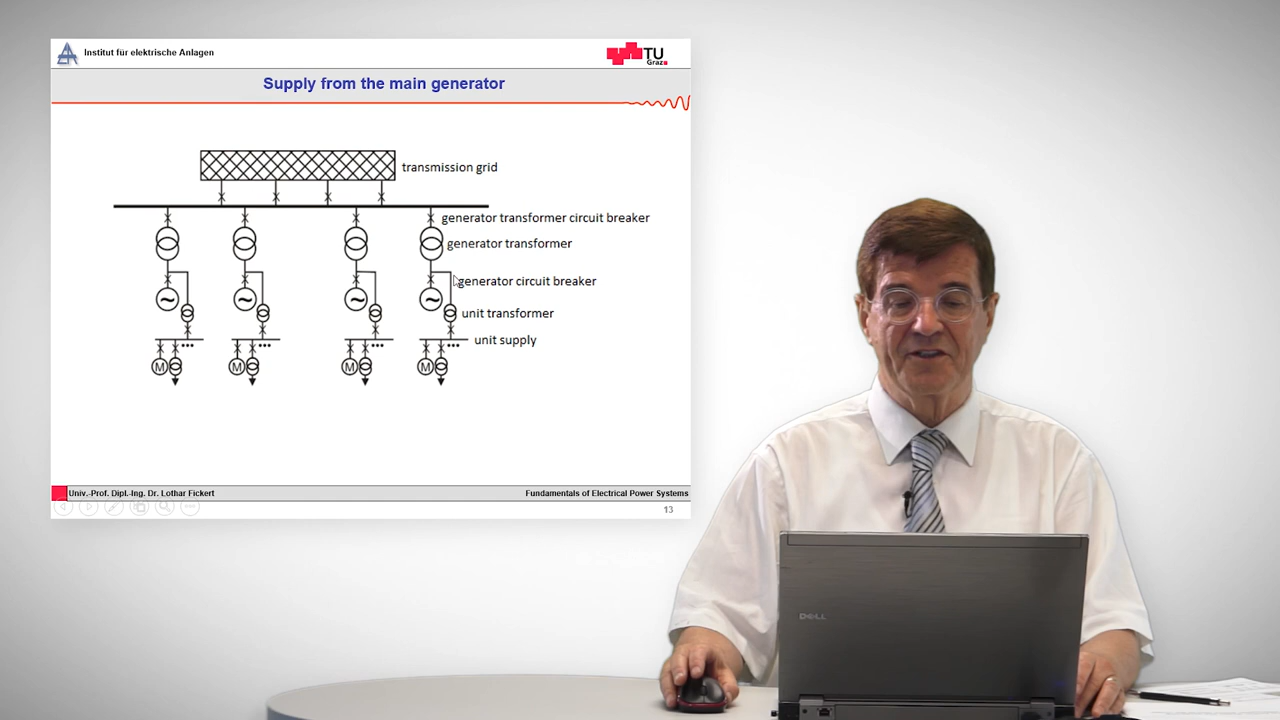 Institut für elektrische Anlagen
TU
Graz
Supply from the main generator
transmission grid
generator transformer circuit breaker
generator transformer
generator circuit breaker
unit transformer
unit supply
M
M
M
M
Univ.-Prof. Dipl.-Ing. Dr. Lothar Fickert
Fundamentals of Electrical Power Systems
13
DELL